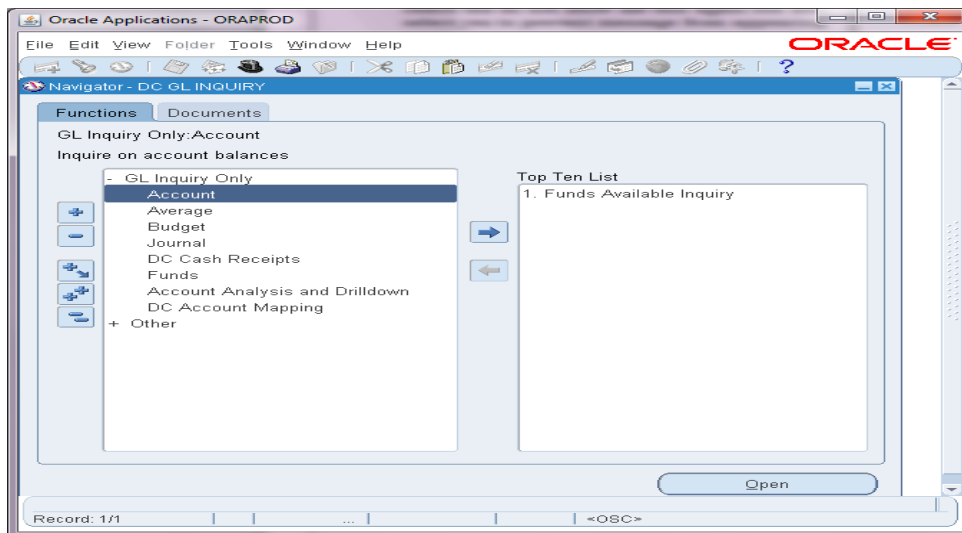 Oracle Applications - ORAPROD
File Edit View Folder Tools Window Help
ORACLE
Navigator - DC GL INQUIRY
Functions Documents
GL Inquiry Only:Account
Inquire on account balances
- GL Inquiry Only
Account
Average
Budget
Journal
DC Cash Receipts
Funds
Account Analysis and Drilldown
DC Account Mapping
+ Other
Top Ten List
1. Funds Available Inquiry
Open
Record: 1/1 ... <OSC>